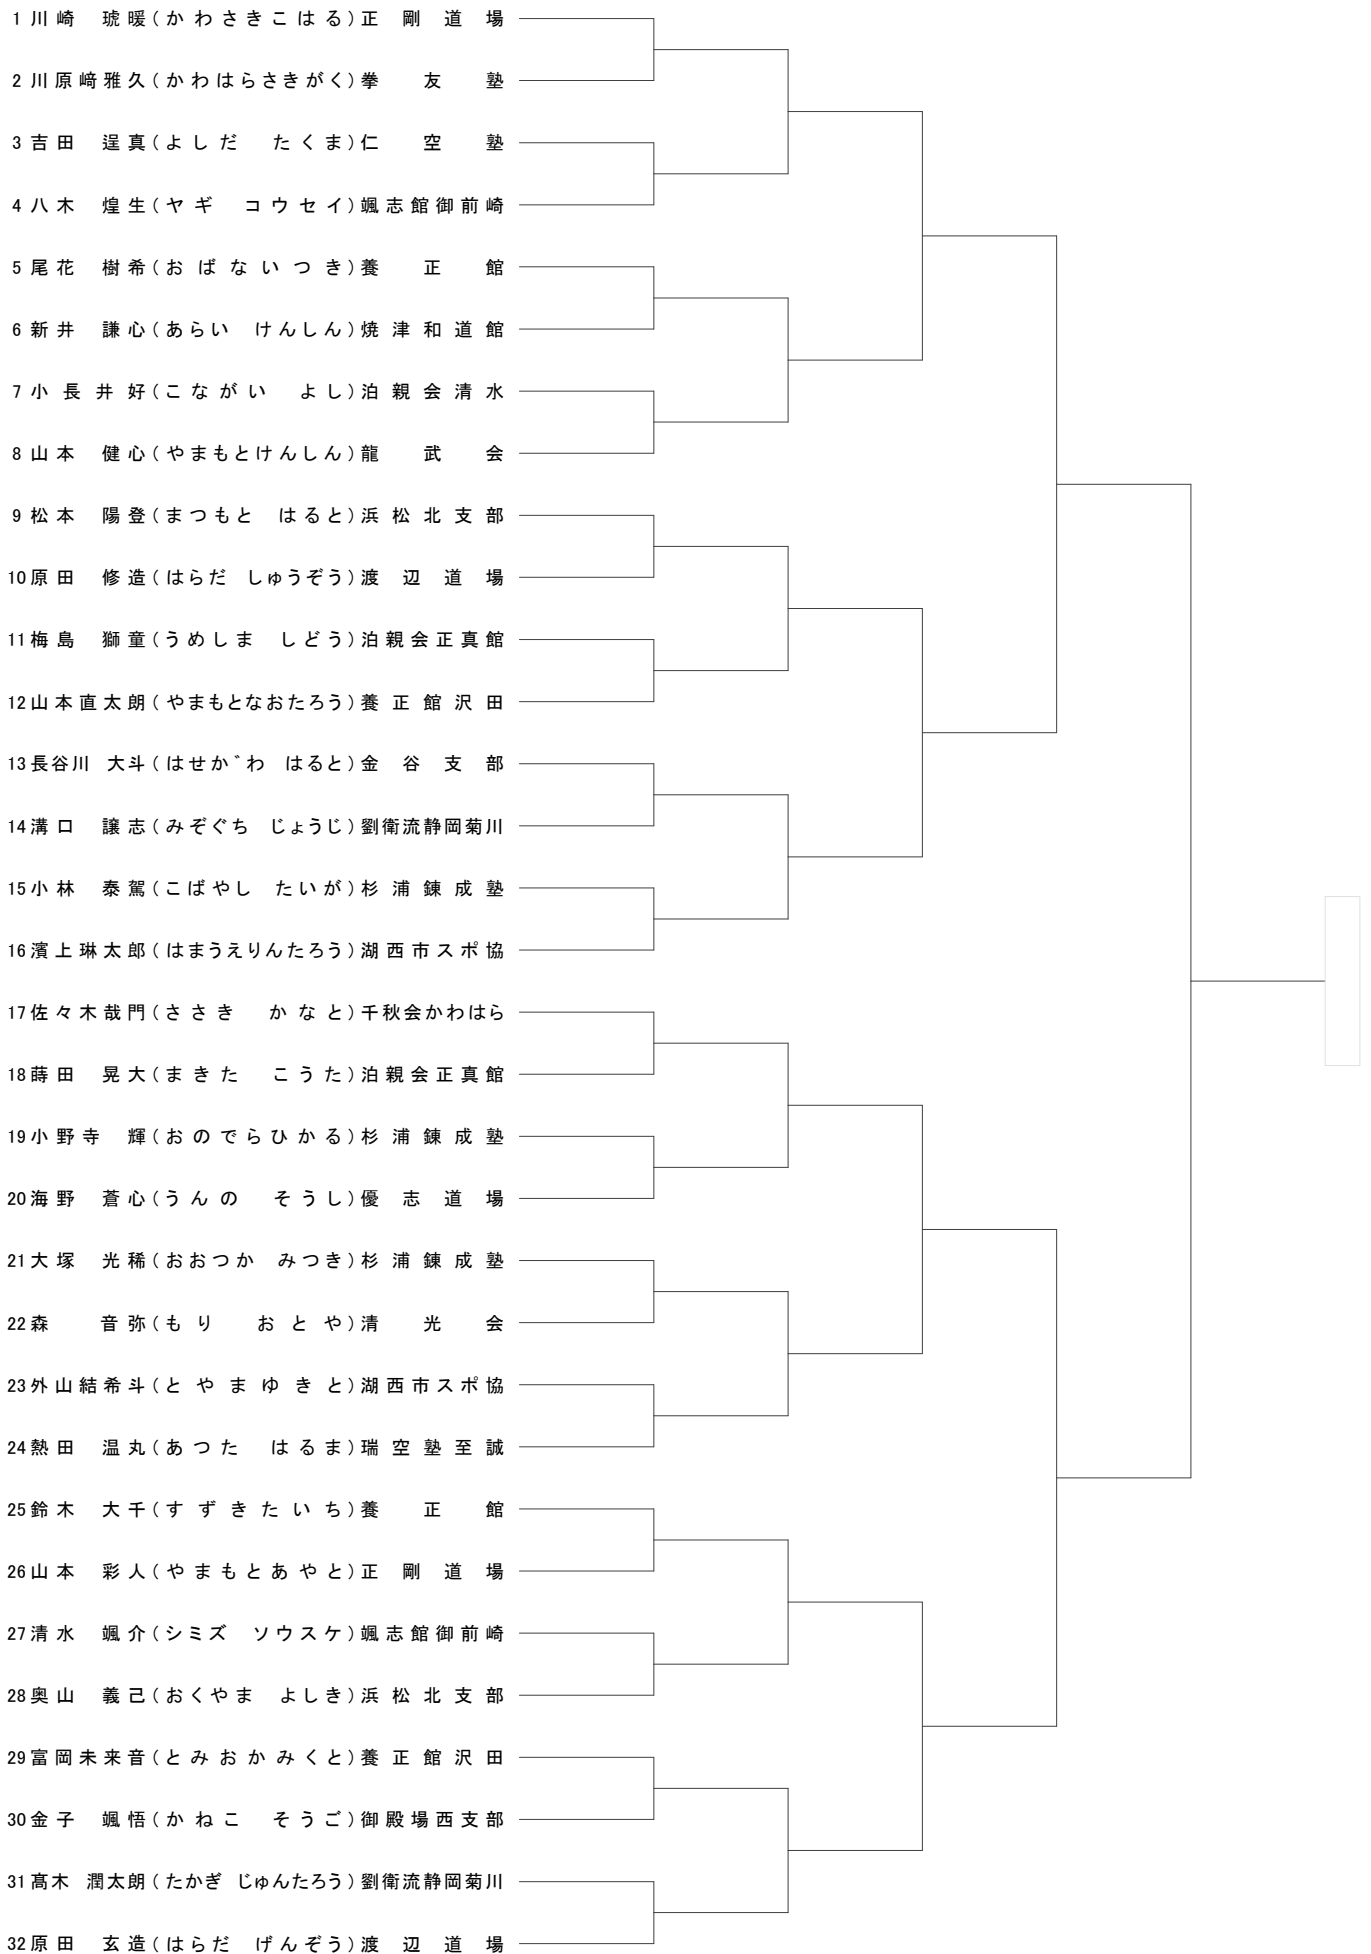 1 川崎 琥暖(かわさきこはる) 正剛道場
2 川原﨑雅久(かわはらさきがく) 拳友塾
3 吉田 逞真(よしだ たくま) 仁空塾
4 八木 煌生(ヤギ コウセイ) 颯志館御前崎
5 尾花 樹希(おばないつき) 養正館
6 新井 謙心(あらい けんしん) 焼津和道館
7 小長井好(こながい よし) 泊親会清水
8 山本 健心(やまもとけんしん) 龍武会
9 松本 陽登(まつもと はると) 浜松北支部
10 原田 修造(はらだ しゅうぞう) 渡辺道場
11 梅島 獅童(うめしま しどう) 泊親会正真館
12 山本直太朗(やまもとなおたろう) 養正館沢田
13 長谷川 大斗(はせか゛わ はると) 金谷支部
14 溝口 譲志(みぞぐち じょうじ) 劉衛流静岡菊川
15 小林 泰駕(こばやし たいが) 杉浦錬成塾
16 濱上琳太郎(はまうえりんたろう) 湖西市スポ協
17 佐々木哉門(ささき かなと) 千秋会かわはら
18 蒔田 晃大(まきた こうた) 泊親会正真館
19 小野寺 輝(おのでらひかる) 杉浦錬成塾
20 海野 蒼心(うんの そうし) 優志道場
21 大塚 光稀(おおつか みつき) 杉浦錬成塾
22 森 音弥(もり おとや) 清光会
23 外山結希斗(とやまゆきと) 湖西市スポ協
24 熱田 温丸(あつた はるま) 瑞空塾至誠
25 鈴木 大千(すずきたいち) 養正館
26 山本 彩人(やまもとあやと) 正剛道場
27 清水 颯介(シミズ ソウスケ) 颯志館御前崎
28 奥山 義己(おくやま よしき) 浜松北支部
29 富岡未来音(とみおかみくと) 養正館沢田
30 金子 颯悟(かねこ そうご) 御殿場西支部
31 髙木 潤太朗(たかぎ じゅんたろう) 劉衛流静岡菊川
32 原田 玄造(はらだ げんぞう) 渡辺道場